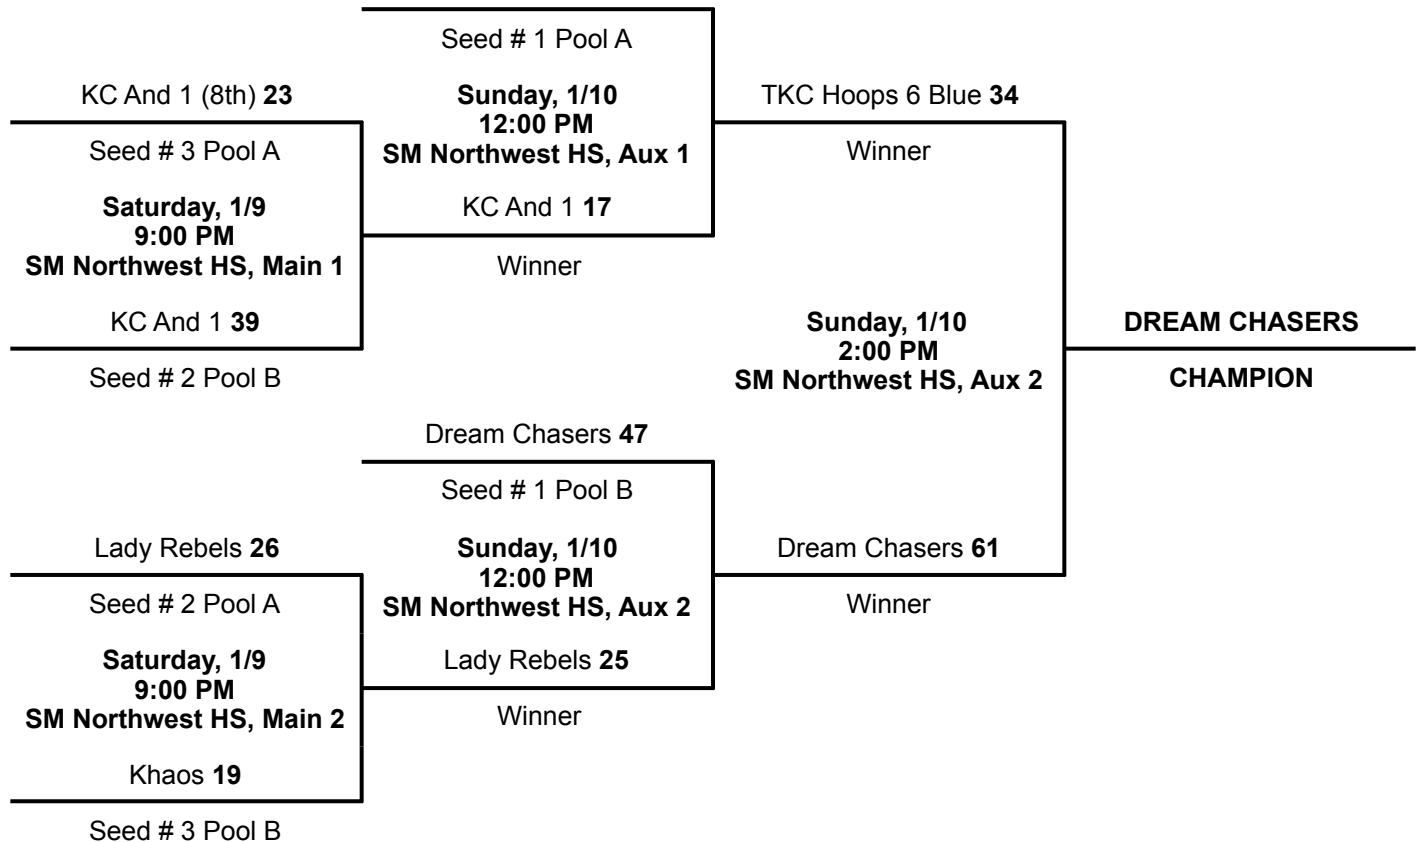 Seed # 1 Pool A
KC And 1 (8th) 23
Sunday, 1/10
12:00 PM
SM Northwest HS, Aux 1
TKC Hoops 6 Blue 34
Seed # 3 Pool A
Winner
Saturday, 1/9
9:00 PM
SM Northwest HS, Main 1
KC And 1 17
Winner
KC And 1 39
Seed # 2 Pool B
Sunday, 1/10
2:00 PM
SM Northwest HS, Aux 2
DREAM CHASERS
CHAMPION
Dream Chasers 47
Seed # 1 Pool B
Lady Rebels 26
Sunday, 1/10
12:00 PM
SM Northwest HS, Aux 2
Dream Chasers 61
Seed # 2 Pool A
Winner
Saturday, 1/9
9:00 PM
SM Northwest HS, Main 2
Lady Rebels 25
Winner
Khaos 19
Seed # 3 Pool B